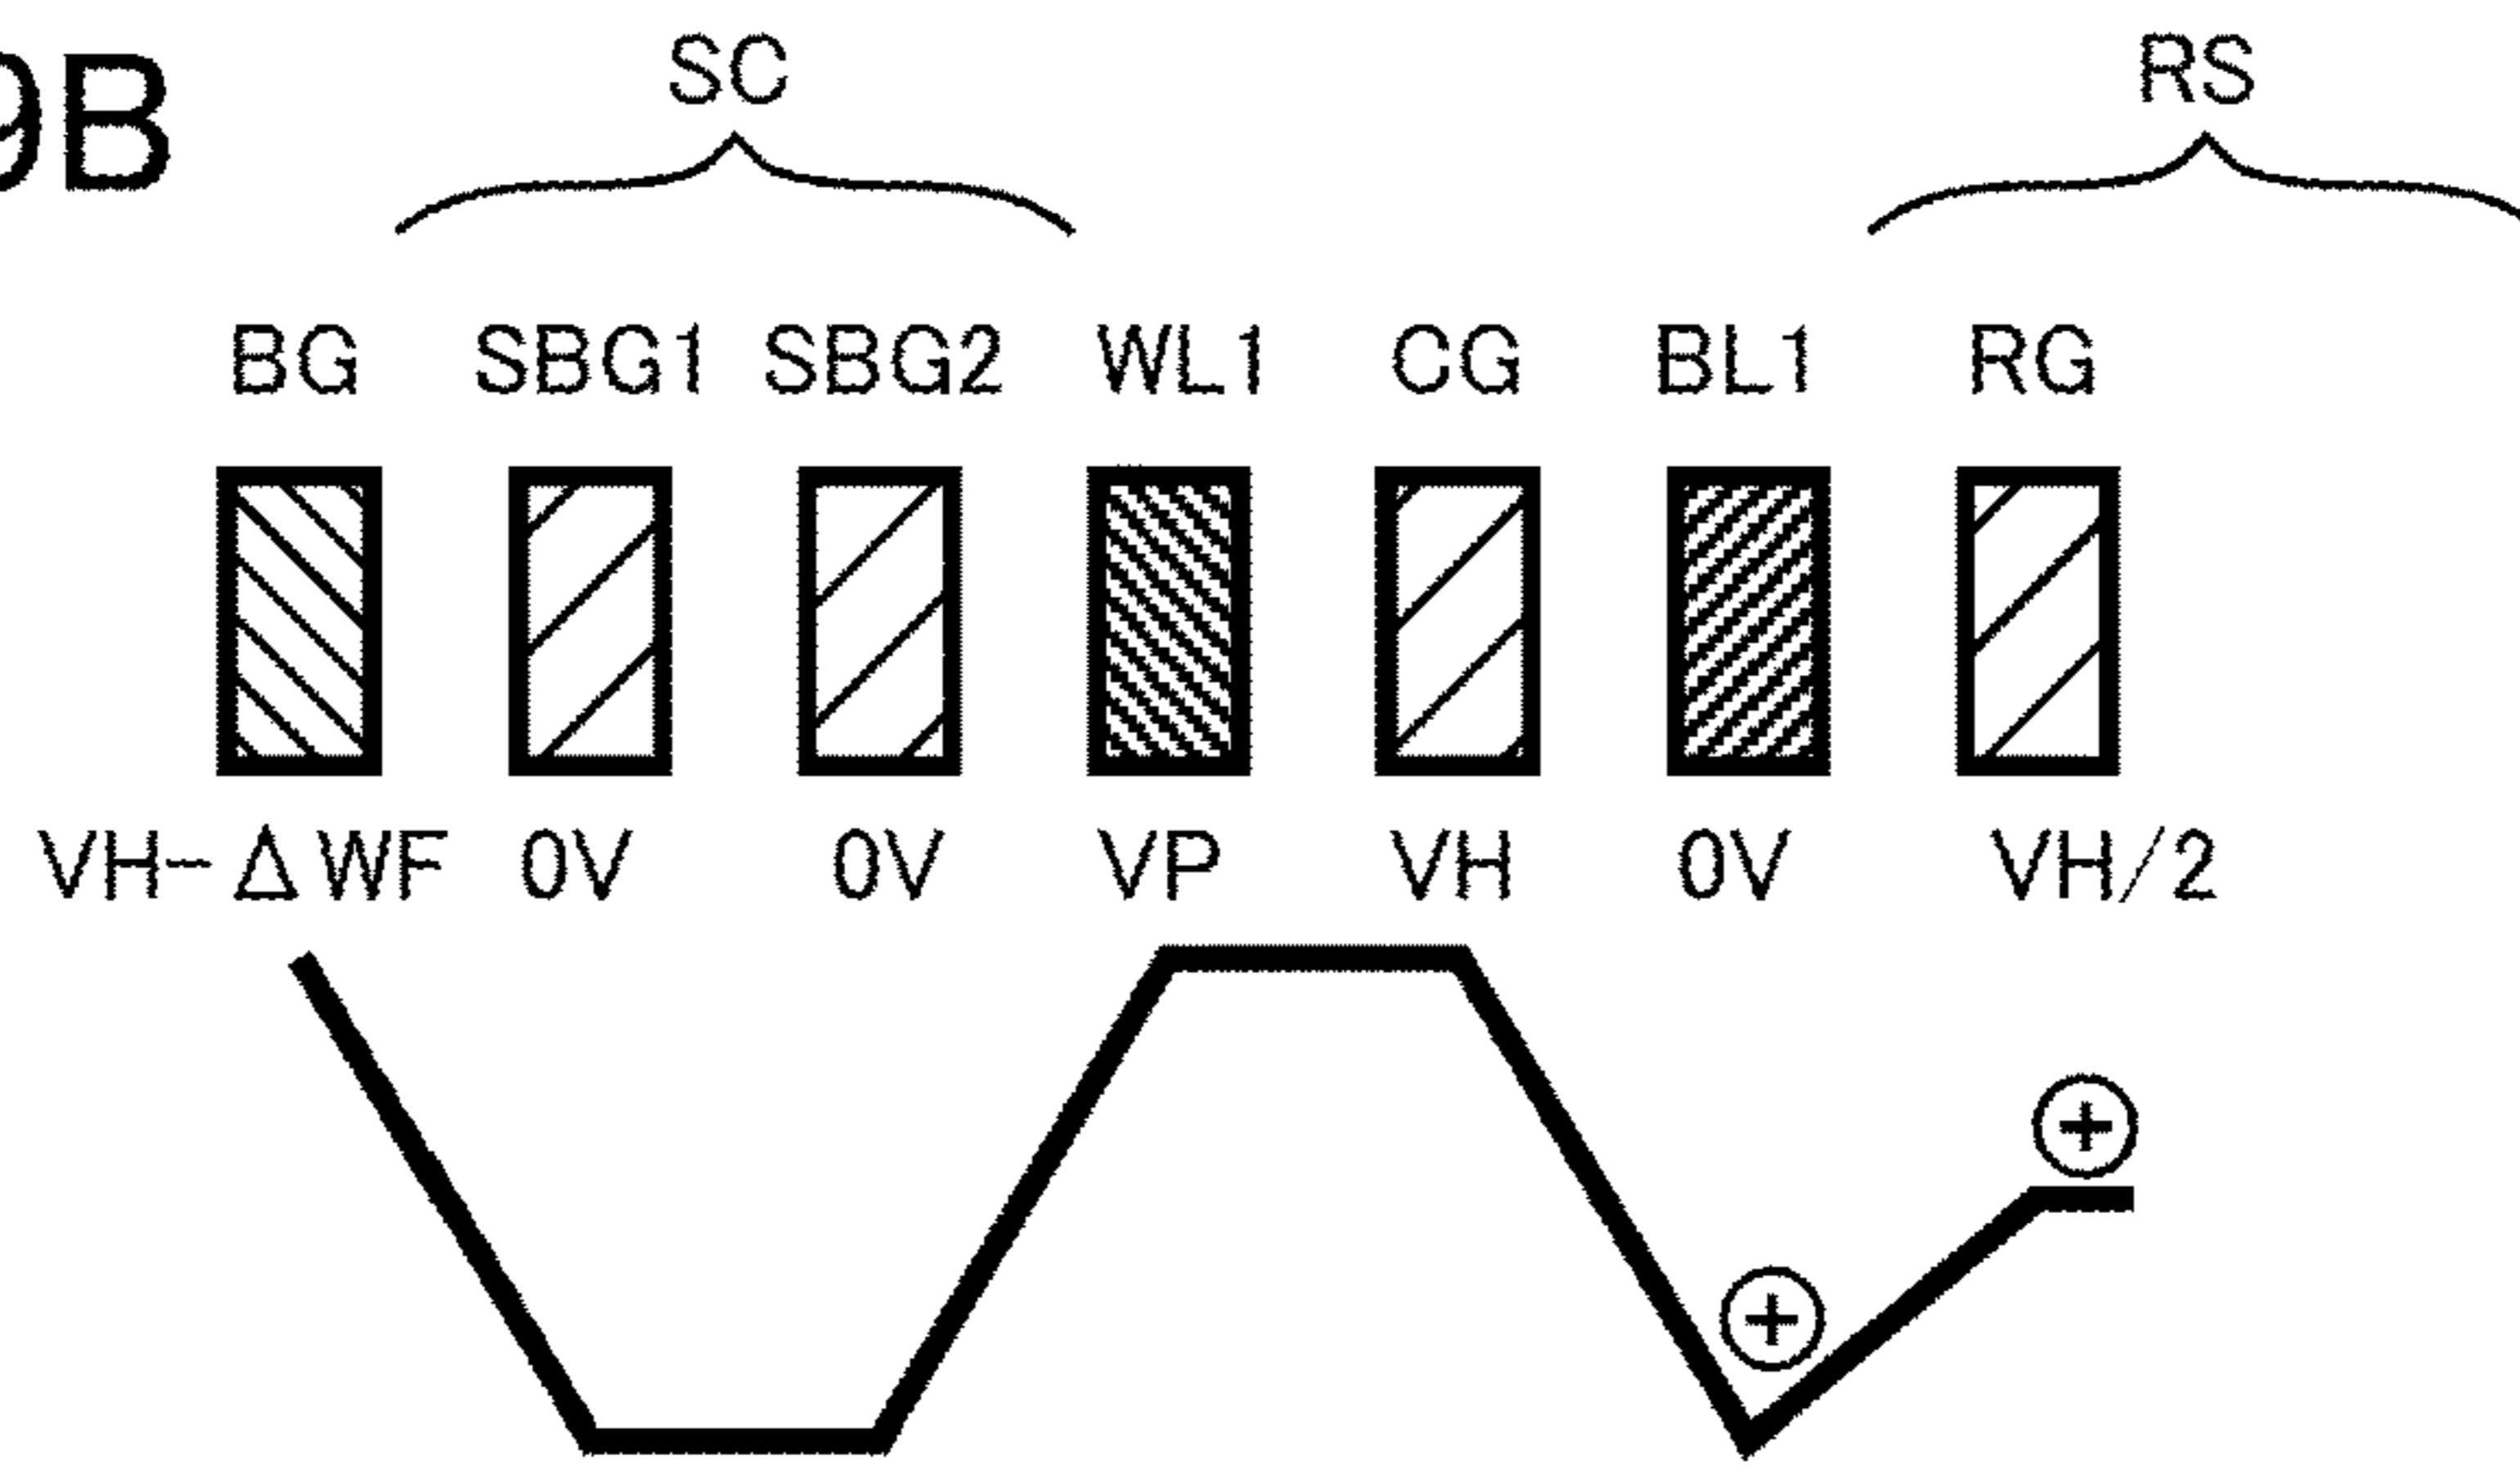 9B
SC RS
BG SBG1 SBG2 WL1 CG BL1 RG
VH-ΔWF 0V 0V VP VH 0V VH/2
+
+